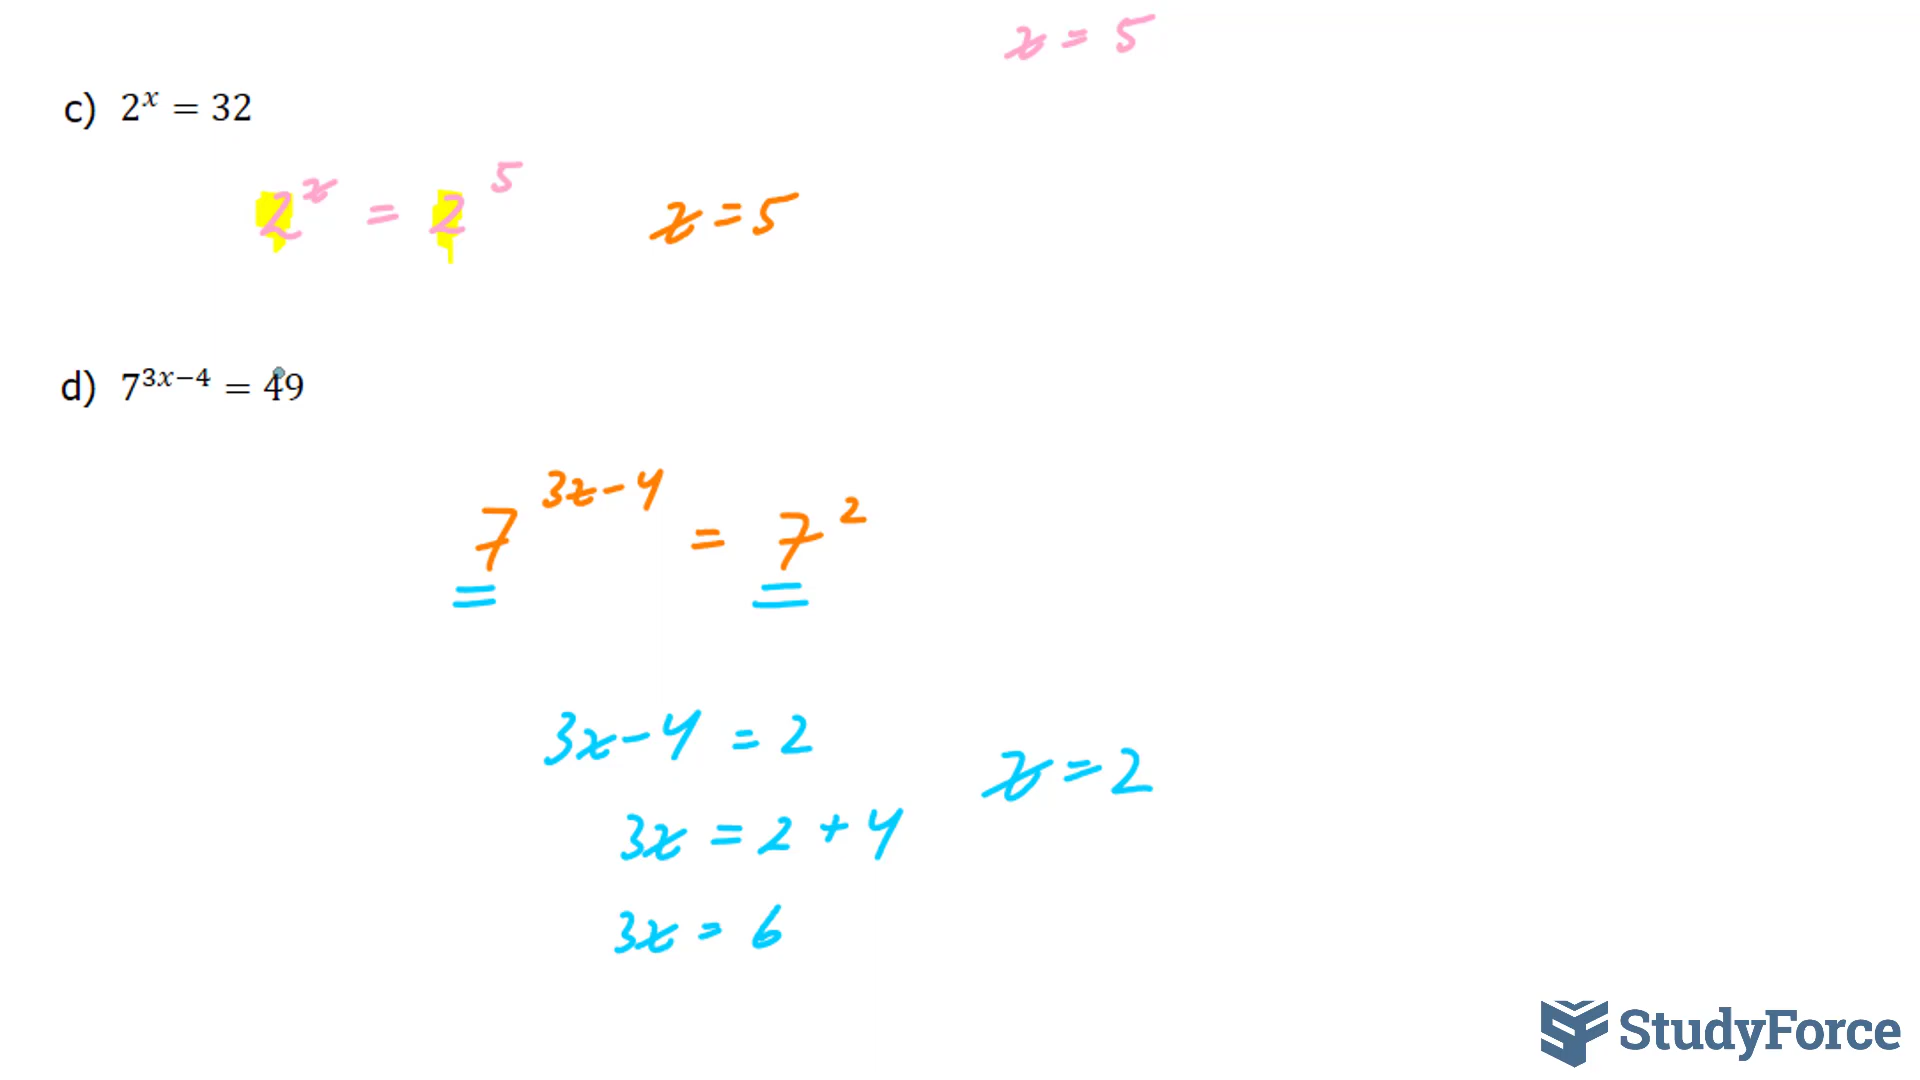 x = 5
c) 2^x = 32
2^x = 2^5 x = 5
d) 7^{3x−4} = 49
7^{3x-4} = 7^2
3x-4 = 2
x = 2
3x = 2 + 4
3x = 6
StudyForce